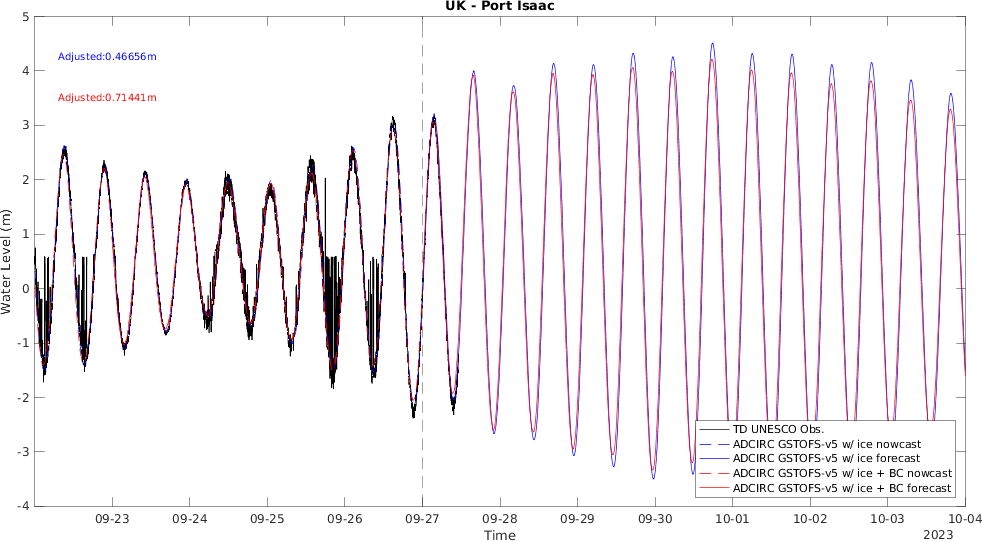 UK - Port Isaac
Adjusted:0.46656m
Adjusted:0.71441m
Water Level (m)
5
4
3
2
1
0
-1
-2
-3
-4
TD UNESCO Obs.
ADCIRC GSTOFS-v5 w/ ice nowcast
ADCIRC GSTOFS-v5 w/ ice forecast
ADCIRC GSTOFS-v5 w/ ice + BC nowcast
ADCIRC GSTOFS-v5 w/ ice + BC forecast
09-23 09-24 09-25 09-26 09-27 09-28 09-29 09-30 10-01 10-02 10-03 10-04
Time
2023